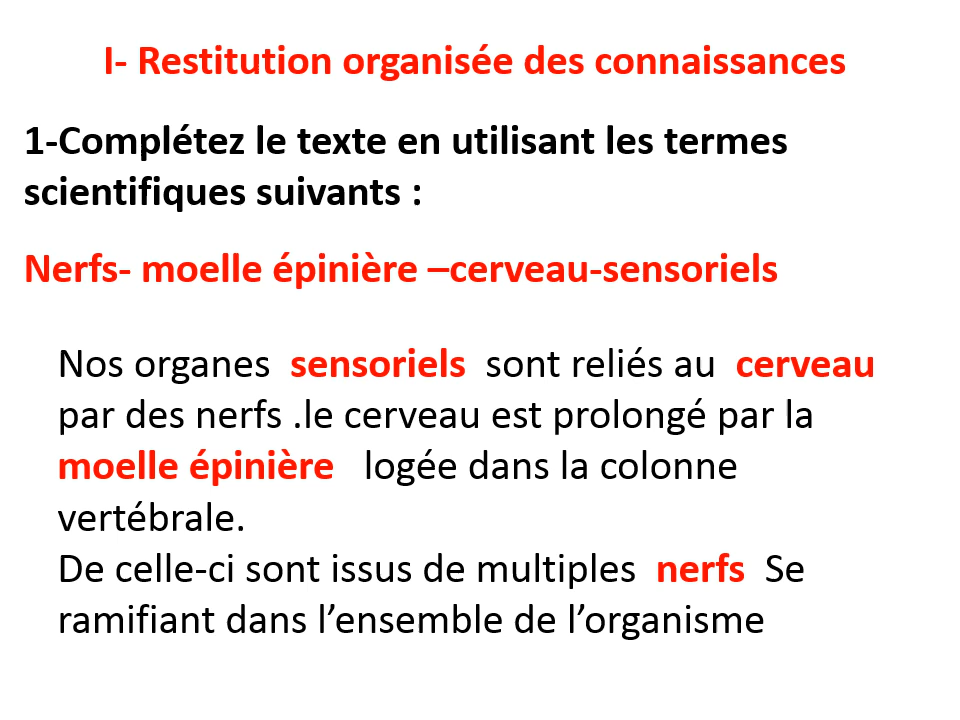 I- Restitution organisée des connaissances
1-Complétez le texte en utilisant les termes
scientifiques suivants :
Nerfs- moelle épinière –cerveau-sensoriels
Nos organes sensoriels sont reliés au cerveau
par des nerfs .le cerveau est prolongé par la
moelle épinière logée dans la colonne
vertébrale.
De celle-ci sont issus de multiples nerfs Se
ramifiant dans l’ensemble de l’organisme